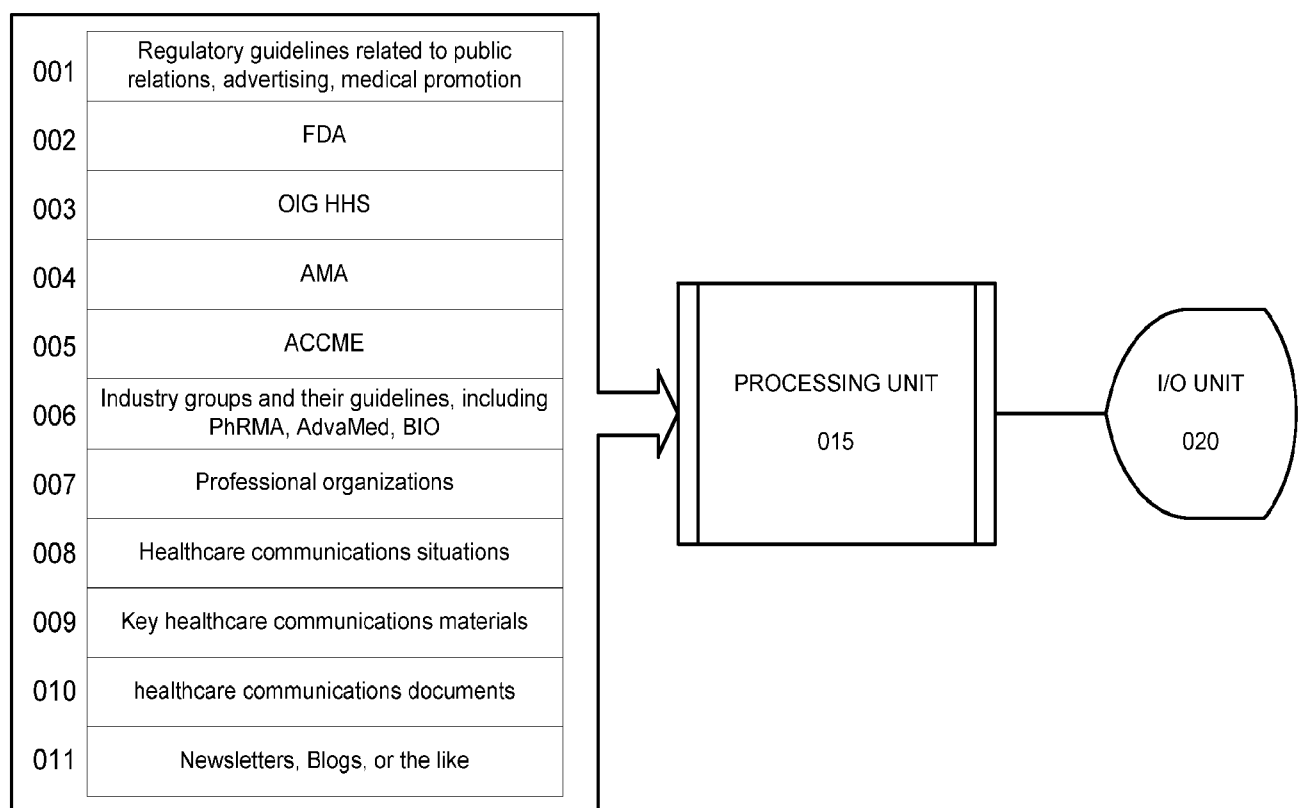 001
Regulatory guidelines related to public
relations, advertising, medical promotion
002
FDA
003
OIG HHS
004
AMA
005
ACCME
006
Industry groups and their guidelines, including
PhRMA, AdvaMed, BIO
007
Professional organizations
008
Healthcare communications situations
009
Key healthcare communications materials
010
healthcare communications documents
011
Newsletters, Blogs, or the like
PROCESSING UNIT
015
I/O UNIT
020